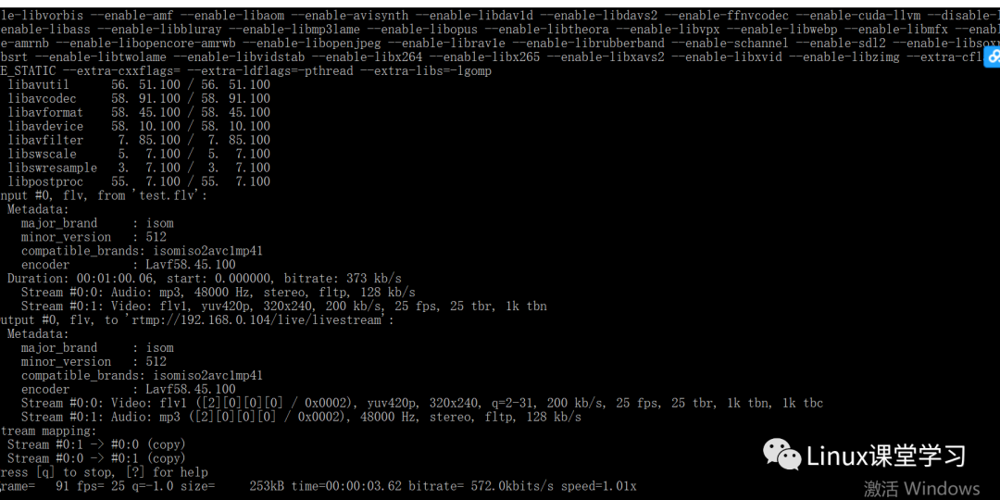 le-libvorbis --enable-amf --enable-libaom --enable-avisynth --enable-libdav1d --enable-libdavs2 --enable-ffnvcodec --enable-cuda-llvm --disable-l
enable-libass --enable-libbluray --enable-libmp3lame --enable-libopus --enable-libtheora --enable-libvpx --enable-libwebp --enable-libmfx --enabl
e-amrnb --enable-libopencore-amrwb --enable-libopenjpeg --enable-librav1e --enable-librubberband --enable-schannel --enable-sdl2 --enable-libsox
bsrt --enable-libtwolame --enable-libvidstab --enable-libx264 --enable-libx265 --enable-libxavs2 --enable-libxvid --enable-libzimg --extra-cfl
E_STATIC --extra-cxxflags= --extra-ldflags=-pthread --extra-libs=-lgomp
libavutil 56. 51.100 / 56. 51.100
libavcodec 58. 91.100 / 58. 91.100
libavformat 58. 45.100 / 58. 45.100
libavdevice 58. 10.100 / 58. 10.100
libavfilter 7. 85.100 / 7. 85.100
libswscale 5. 7.100 / 5. 7.100
libswresample 3. 7.100 / 3. 7.100
libpostproc 55. 7.100 / 55. 7.100
nput #0, flv, from 'test.flv':
Metadata:
major_brand : isom
minor_version : 512
compatible_brands: isomiso2avc1mp41
encoder : Lavf58.45.100
Duration: 00:01:00.06, start: 0.000000, bitrate: 373 kb/s
Stream #0:0: Audio: mp3, 48000 Hz, stereo, fltp, 128 kb/s
Stream #0:1: Video: flv1, yuv420p, 320x240, 200 kb/s, 25 fps, 25 tbr, 1k tbn
utput #0, flv, to 'rtmp://192.168.0.104/live/livestream':
Metadata:
major_brand : isom
minor_version : 512
compatible_brands: isomiso2avc1mp41
encoder : Lavf58.45.100
Stream #0:0: Video: flv1 ([2][0][0][0] / 0x0002), yuv420p, 320x240, q=2-31, 200 kb/s, 25 fps, 25 tbr, 1k tbn, 1k tbc
Stream #0:1: Audio: mp3 ([2][0][0][0] / 0x0002), 48000 Hz, stereo, fltp, 128 kb/s
tream mapping:
Stream #0:1 -> #0:0 (copy)
Stream #0:0 -> #0:1 (copy)
ress [q] to stop, [?] for help
rame= 91 fps= 25 q=-1.0 size= 253kB time=00:00:03.62 bitrate= 572.0kbits/s speed=1.01x
Linux课堂学习
激活 Windows